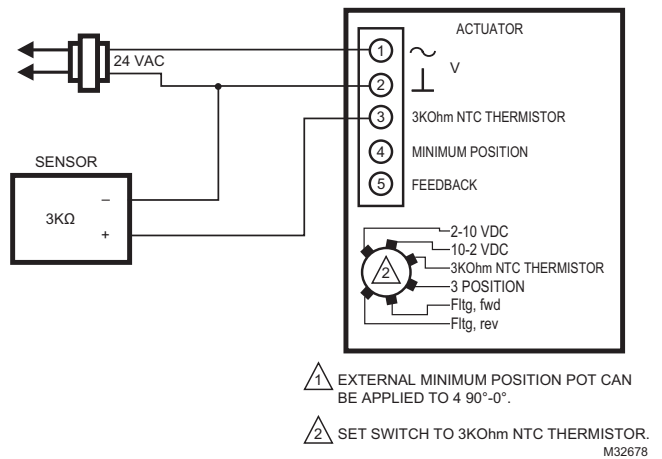 ACTUATOR
24 VAC
1
V
2
3 3KOhm NTC THERMISTOR
4 MINIMUM POSITION
5 FEEDBACK
SENSOR
–
3KΩ
+
2-10 VDC
10-2 VDC
3KOhm NTC THERMISTOR
3 POSITION
Fltg, fwd
Fltg, rev
2
1 EXTERNAL MINIMUM POSITION POT CAN
BE APPLIED TO 4 90°-0°.
2 SET SWITCH TO 3KOhm NTC THERMISTOR.
M32678